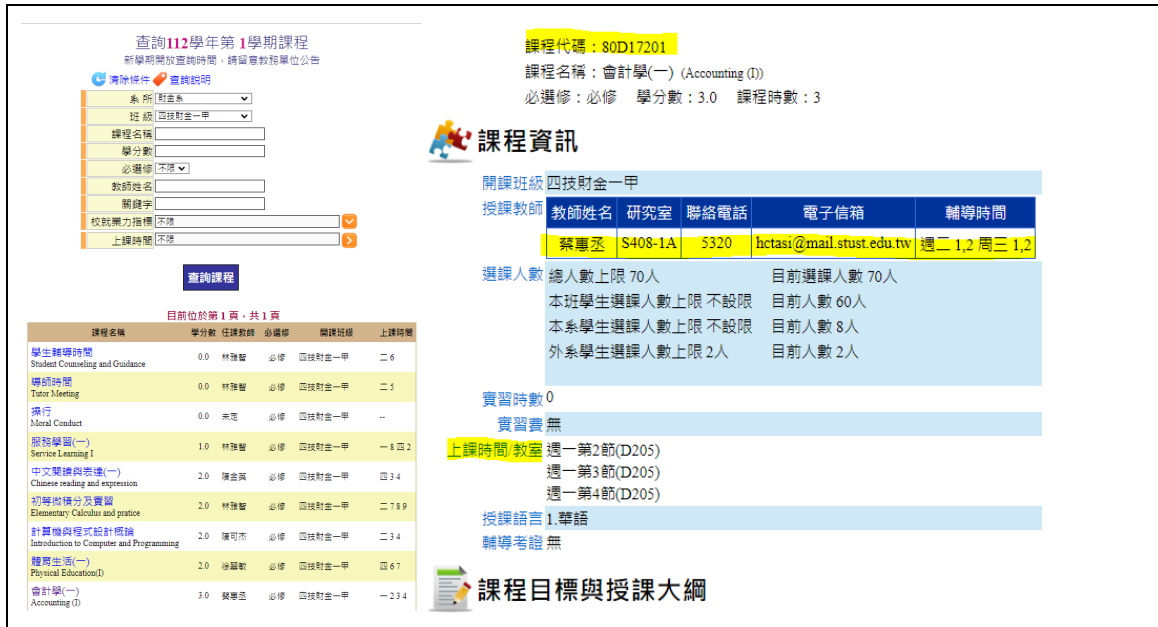 查詢112學年第 1學期課程
新學期開放查詢時間，請留意教務單位公告
清除條件 查詢說明
系 所 財金系
班 級 四技財金一甲
課程名稱
學分數
必選修 不限
教師姓名
關鍵字
校就業力指標 不限
上課時間 不限
查詢課程
目前位於第 1 頁，共 1 頁
課程名稱 學分數 任課教師 必選修 開課班級 上課時間
學生輔導時間 0.0 林雅智 必修 四技財金一甲 二 6
Student Counseling and Guidance
導師時間 0.0 林雅智 必修 四技財金一甲 二 5
Tutor Meeting
操行 0.0 未定 必修 四技財金一甲 --
Moral Conduct
服務學習(一) 1.0 林雅智 必修 四技財金一甲 一 8 四 2
Service Learning I
中文閱讀與表達(一) 2.0 陳金英 必修 四技財金一甲 四 3 4
Chinese reading and expression
初等微積分及實習 2.0 林雅智 必修 四技財金一甲 二 7 8 9
Elementary Calculus and pratice
計算機與程式設計概論 2.0 陳可杰 必修 四技財金一甲 二 3 4
Introduction to Computer and Programming
體育生活(一) 2.0 徐 敏 必修 四技財金一甲 四 6 7
Physical Education(I)
會計學(一) 3.0 蔡惠丞 必修 四技財金一甲 一 2 3 4
Accounting (I)
課程代碼：80D17201
課程名稱：會計學(一) (Accounting (I))
必選修：必修 學分數：3.0 課程時數：3
課程資訊
開課班級 四技財金一甲
授課教師 教師姓名 研究室 聯絡電話 電子信箱 輔導時間
蔡惠丞 S408-1A 5320 hctasi@mail.stust.edu.tw 週二 1,2 周三 1,2
選課人數 總人數上限 70人 目前選課人數 70人
本班學生選課人數上限 不設限 目前人數 60人
本系學生選課人數上限 不設限 目前人數 8人
外系學生選課人數上限 2人 目前人數 2人
實習時數 0
實習費 無
上課時間/教室 週一第2節(D205)
週一第3節(D205)
週一第4節(D205)
授課語言 1.華語
輔導考證 無
課程目標與授課大綱